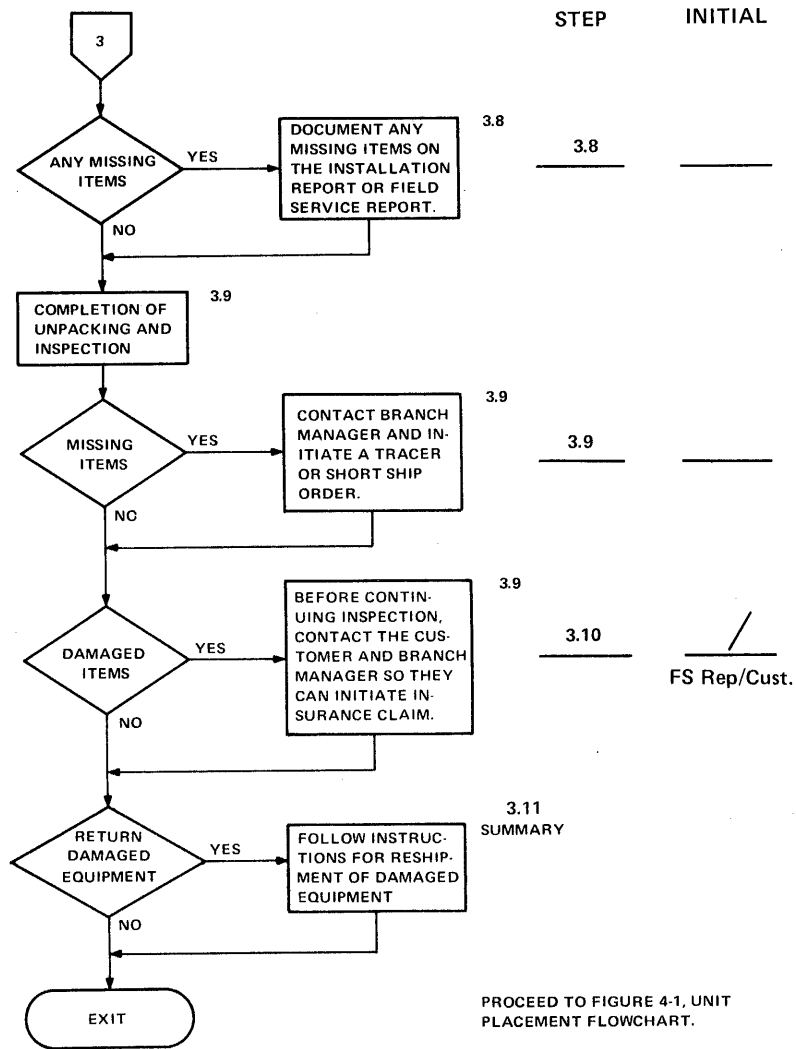 STEP INITIAL
3
ANY MISSING
ITEMS
YES
NO
DOCUMENT ANY
MISSING ITEMS ON
THE INSTALLATION
REPORT OR FIELD
SERVICE REPORT.
3.8
3.8
COMPLETION OF
UNPACKING AND
INSPECTION
3.9
MISSING
ITEMS
YES
NC
CONTACT BRANCH
MANAGER AND IN-
ITIATE A TRACER
OR SHORT SHIP
ORDER.
3.9
3.9
DAMAGED
ITEMS
YES
NO
BEFORE CONTIN-
UING INSPECTION,
CONTACT THE CUS-
TOMER AND BRANCH
MANAGER SO THEY
CAN INITIATE IN-
SURANCE CLAIM.
3.9
3.10
/
FS Rep/Cust.
RETURN
DAMAGED
EQUIPMENT
YES
NO
FOLLOW INSTRUC-
TIONS FOR RESHIP-
MENT OF DAMAGED
EQUIPMENT
3.11
SUMMARY
EXIT
PROCEED TO FIGURE 4-1, UNIT
PLACEMENT FLOWCHART.